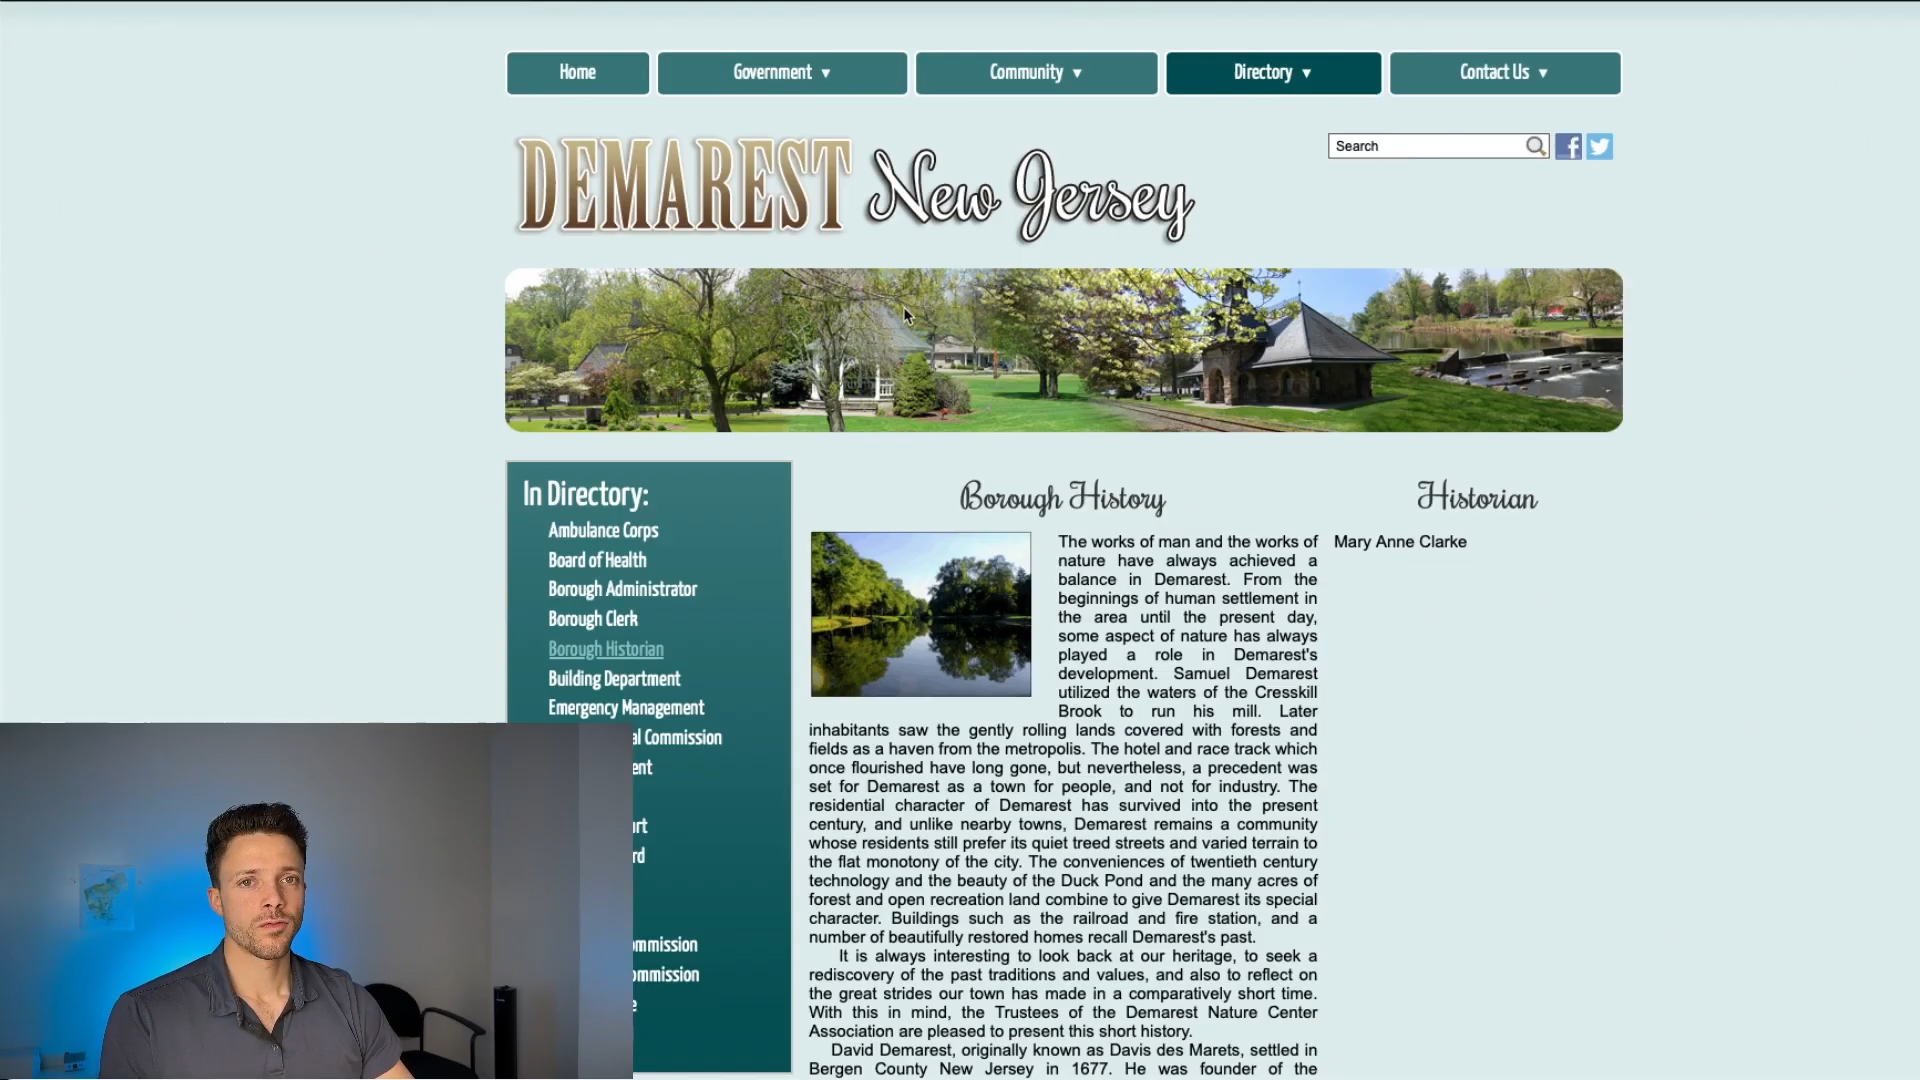 Home
Government ▼
Community ▼
Directory ▼
Contact Us ▼
DEMAREST New Jersey
Search
In Directory:
Ambulance Corps
Board of Health
Borough Administrator
Borough Clerk
Borough Historian
Building Department
Emergency Management
Commission
Borough History
The works of man and the works of
nature have always achieved a
balance in Demarest. From the
beginnings of human settlement in
the area until the present day,
some aspect of nature has always
played a role in Demarest's
development. Samuel Demarest
utilized the waters of the Cresskill
Brook to run his mill. Later
inhabitants saw the gently rolling lands covered with forests and
fields as a haven from the metropolis. The hotel and race track which
once flourished have long gone, but nevertheless, a precedent was
set for Demarest as a town for people, and not for industry. The
residential character of Demarest has survived into the present
century, and unlike nearby towns, Demarest remains a community
whose residents still prefer its quiet treed streets and varied terrain to
the flat monotony of the city. The conveniences of twentieth century
technology and the beauty of the Duck Pond and the many acres of
forest and open recreation land combine to give Demarest its special
character. Buildings such as the railroad and fire station, and a
number of beautifully restored homes recall Demarest's past.
It is always interesting to look back at our heritage, to seek a
rediscovery of the past traditions and values, and also to reflect on
the great strides our town has made in a comparatively short time.
With this in mind, the Trustees of the Demarest Nature Center
Association are pleased to present this short history.
David Demarest, originally known as Davis des Marets, settled in
Bergen County New Jersey in 1677. He was founder of the
Historian
Mary Anne Clarke